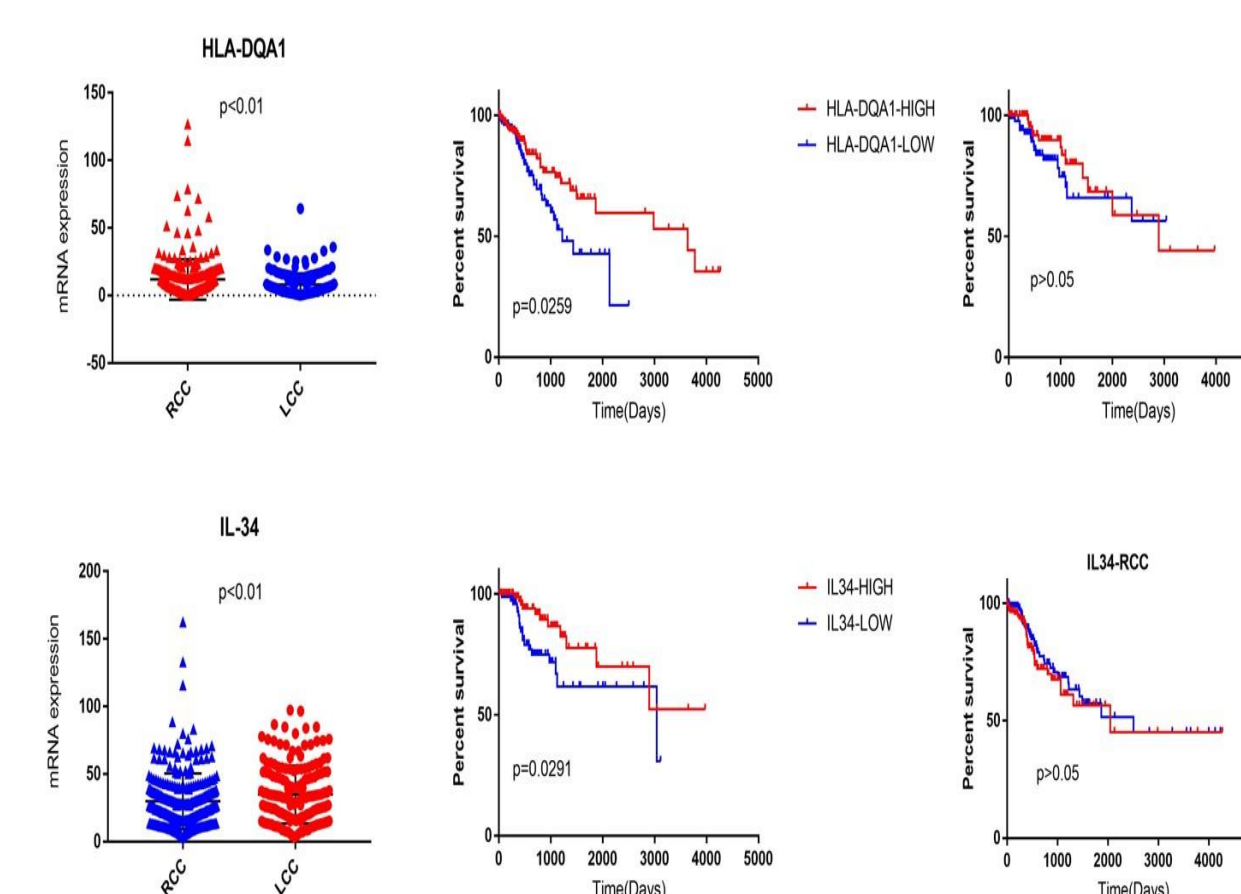 HLA-DQA1
p<0.01
mRNA expression
150
100
50
0
-50
RCC
LCC
Percent survival
100
50
0
p=0.0259
0 1000 2000 3000 4000 5000
Time(Days)
HLA-DQA1-HIGH
HLA-DQA1-LOW
Percent survival
100
50
0
p>0.05
0 1000 2000 3000 4000
Time(Days)
IL-34
p<0.01
mRNA expression
200
150
100
50
0
RCC
LCC
Percent survival
100
50
0
p=0.0291
0 1000 2000 3000 4000 5000
Time(Days)
IL34-HIGH
IL34-LOW
IL34-RCC
Percent survival
100
50
0
p>0.05
0 1000 2000 3000 4000
Time(Days)